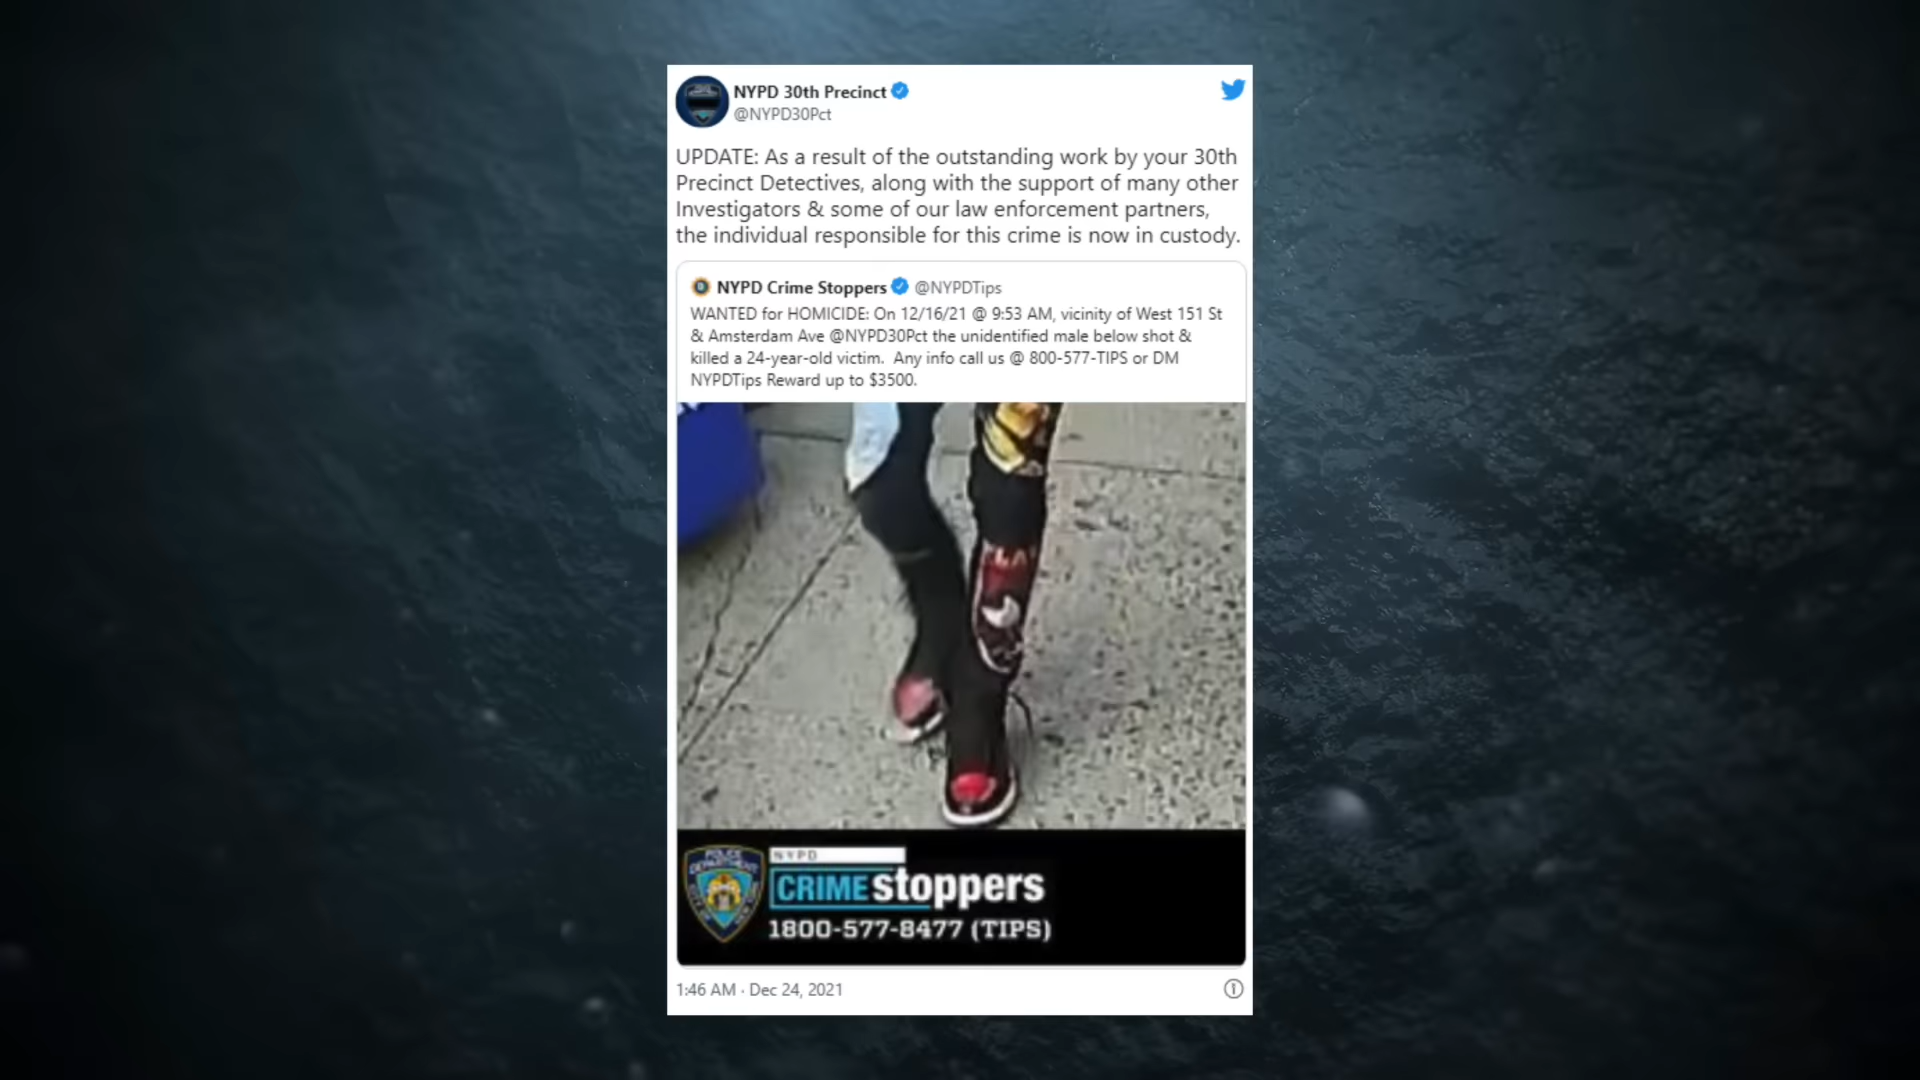 NYPD 30th Precinct
@NYPD30Pct
UPDATE: As a result of the outstanding work by your 30th
Precinct Detectives, along with the support of many other
Investigators & some of our law enforcement partners,
the individual responsible for this crime is now in custody.
NYPD Crime Stoppers @NYPDTips
WANTED for HOMICIDE: On 12/16/21 @ 9:53 AM, vicinity of West 151 St
& Amsterdam Ave @NYPD30Pct the unidentified male below shot &
killed a 24-year-old victim. Any info call us @ 800-577-TIPS or DM
NYPDTips Reward up to $3500.
POLICE
DEPARTMENT
NYPD
CRIMEstoppers
1800-577-8477 (TIPS)
1:46 AM · Dec 24, 2021